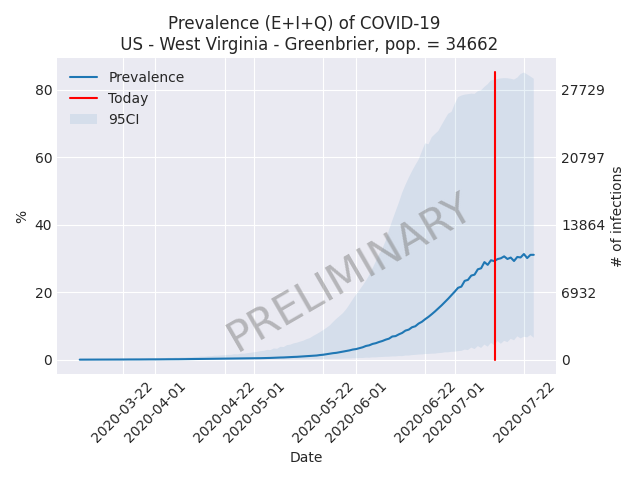 Prevalence (E+I+Q) of COVID-19
US - West Virginia - Greenbrier, pop. = 34662
Prevalence
Today
95CI
80
60
40
20
0
%
27729
20797
13864
6932
0
# of infections
PRELIMINARY
2020-03-22
2020-04-01
2020-04-22
2020-05-01
2020-05-22
2020-06-01
2020-06-22
2020-07-01
2020-07-22
Date